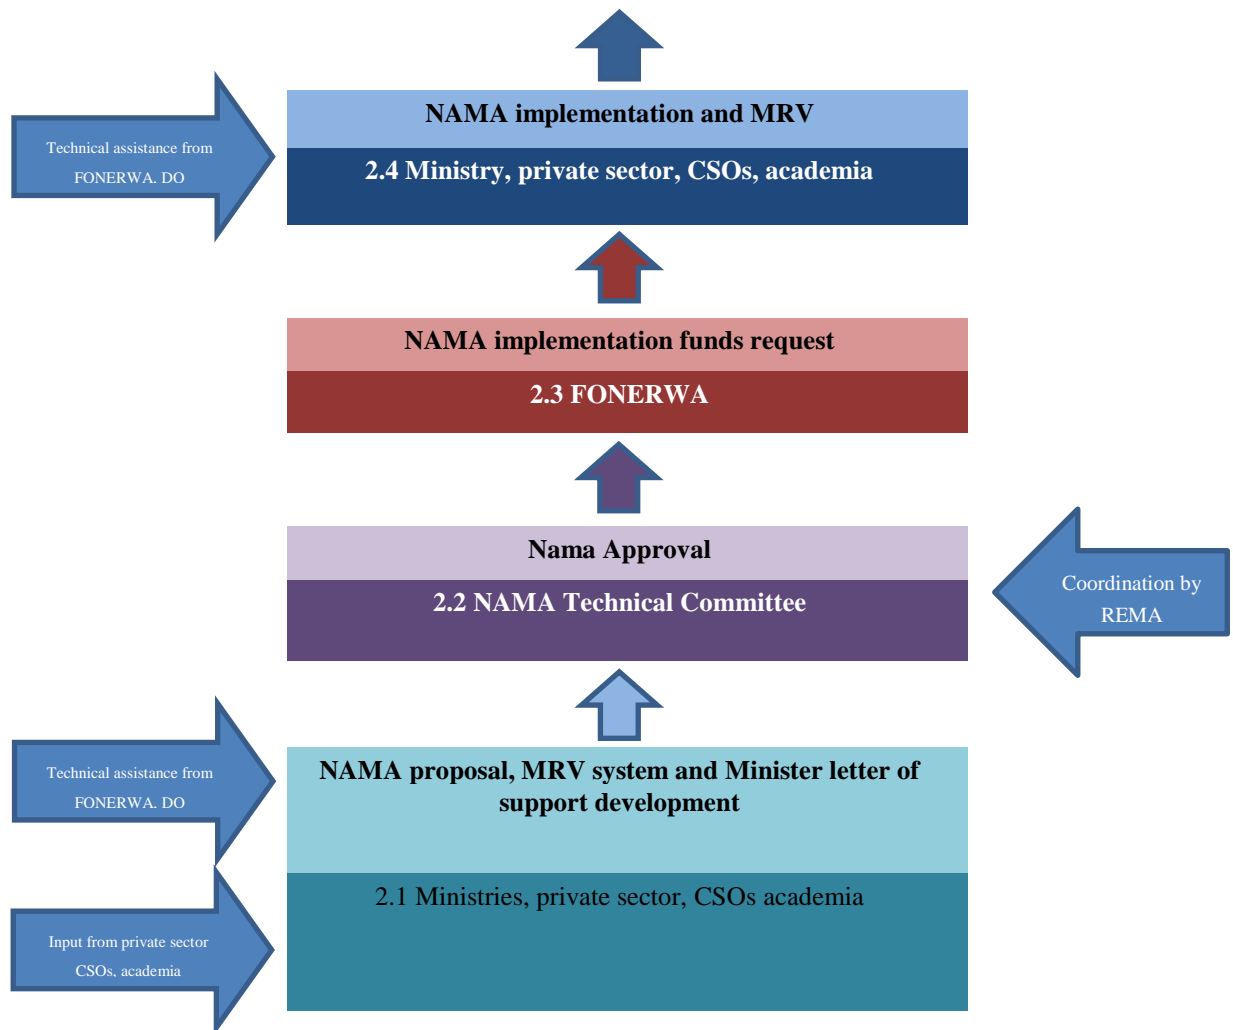 NAMA implementation and MRV
Technical assistance from
FONERWA. DO
2.4 Ministry, private sector, CSOs, academia
NAMA implementation funds request
2.3 FONERWA
Nama Approval
2.2 NAMA Technical Committee
Coordination by
REMA
NAMA proposal, MRV system and Minister letter of
support development
Technical assistance from
FONERWA. DO
2.1 Ministries, private sector, CSOs academia
Input from private sector
CSOs, academia